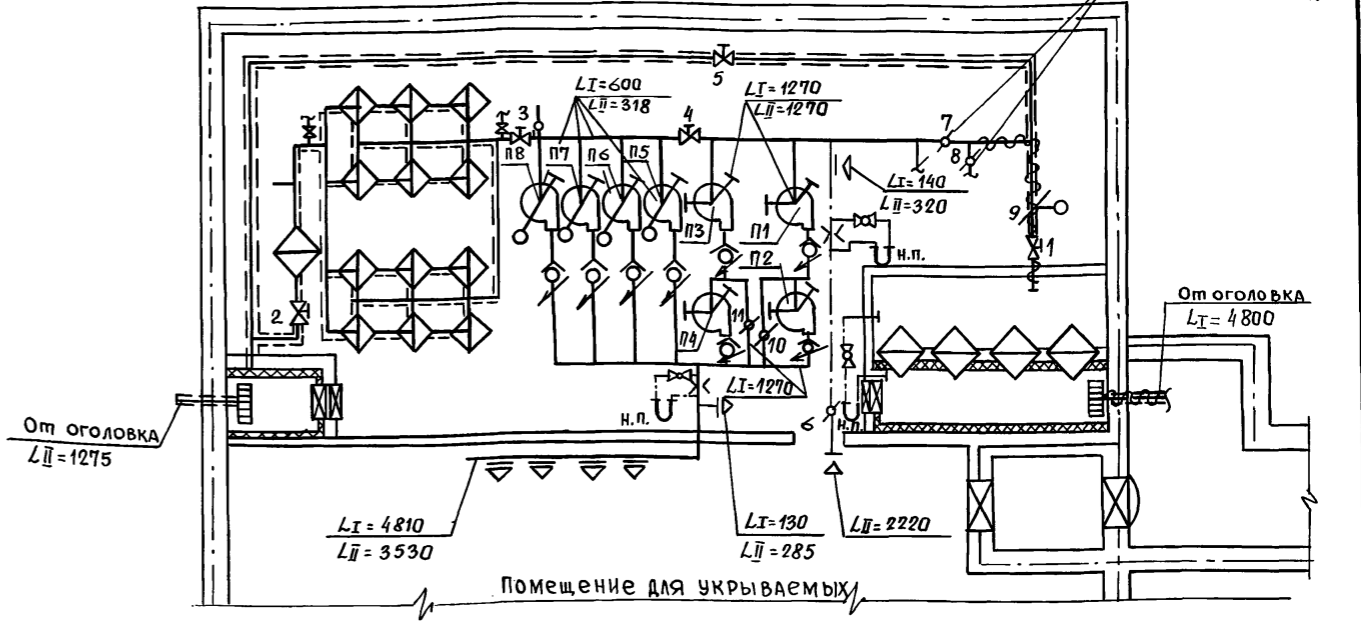 5
LI=600
LII=318
LI=1270
LII=1270
3
4
7
8
П8
П7
П6
П5
П3
П1
LI=140
LII=320
9
н.п.
П2
1
От оголовка
LI=4800
2
П4
11
10
LI=1270
От оголовка
LII=1275
н.п.
6
н.п.
LI=4810
LII=3530
LI=130
LII=285
LII=2220
Помещение для укрываемых